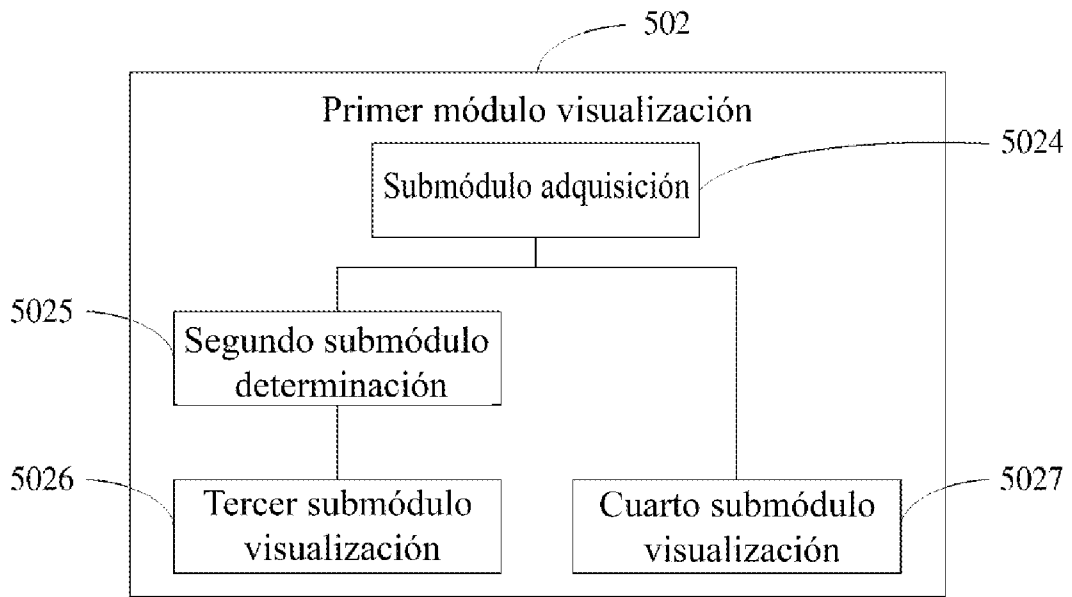 502
Primer módulo visualización
5024
Submódulo adquisición
5025
Segundo submódulo
determinación
5026
Tercer submódulo
visualización
Cuarto submódulo
visualización
5027